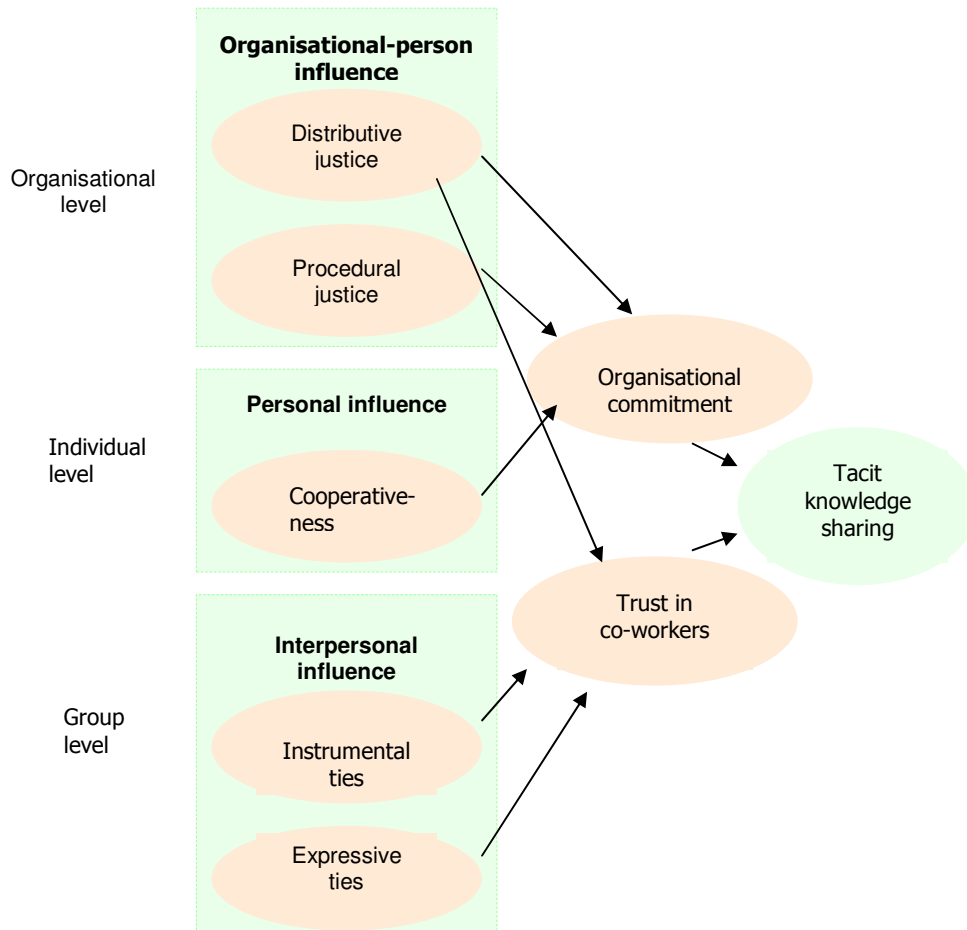 Organisational-person
influence
Distributive
justice
Organisational
level
Procedural
justice
Organisational
commitment
Personal influence
Individual
level
Cooperative-
ness
Tacit
knowledge
sharing
Trust in
co-workers
Interpersonal
influence
Group
level
Instrumental
ties
Expressive
ties